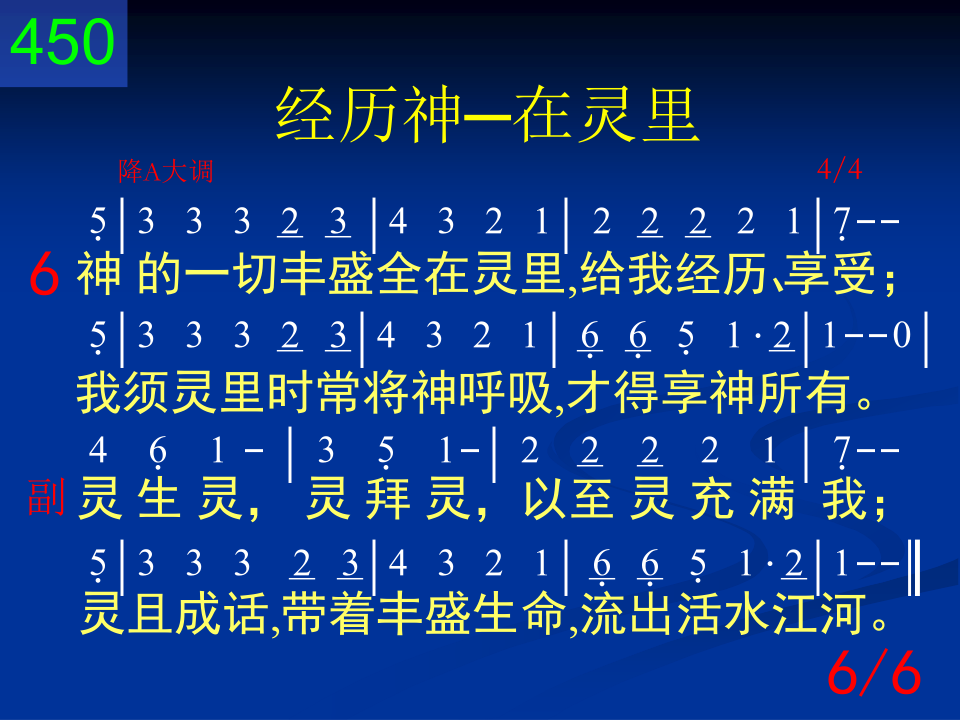 450
经历神—在灵里
降A大调 4/4
5|3 3 3 2 3|4 3 2 1|2 2 2 2 1|7--
6 神的一切丰盛全在灵里,给我经历、享受;
5|3 3 3 2 3|4 3 2 1|6 6 5 1·2|1--0|
我须灵里时常将神呼吸,才得享神所有。
4 6 1 -|3 5 1-|2 2 2 2 1|7--
副 灵生灵,灵拜灵,以至灵充满我;
5|3 3 3 2 3|4 3 2 1|6 6 5 1·2|1--‖
灵且成话,带着丰盛生命,流出活水江河。
6/6